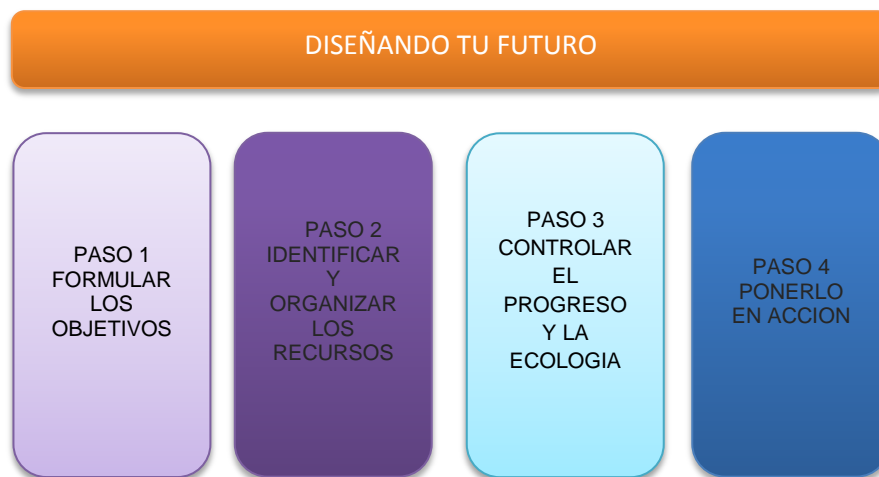 DISEÑANDO TU FUTURO
PASO 1
FORMULAR
LOS
OBJETIVOS
PASO 2
IDENTIFICAR
Y
ORGANIZAR
LOS
RECURSOS
PASO 3
CONTROLAR
EL
PROGRESO
Y LA
ECOLOGIA
PASO 4
PONERLO
EN ACCION